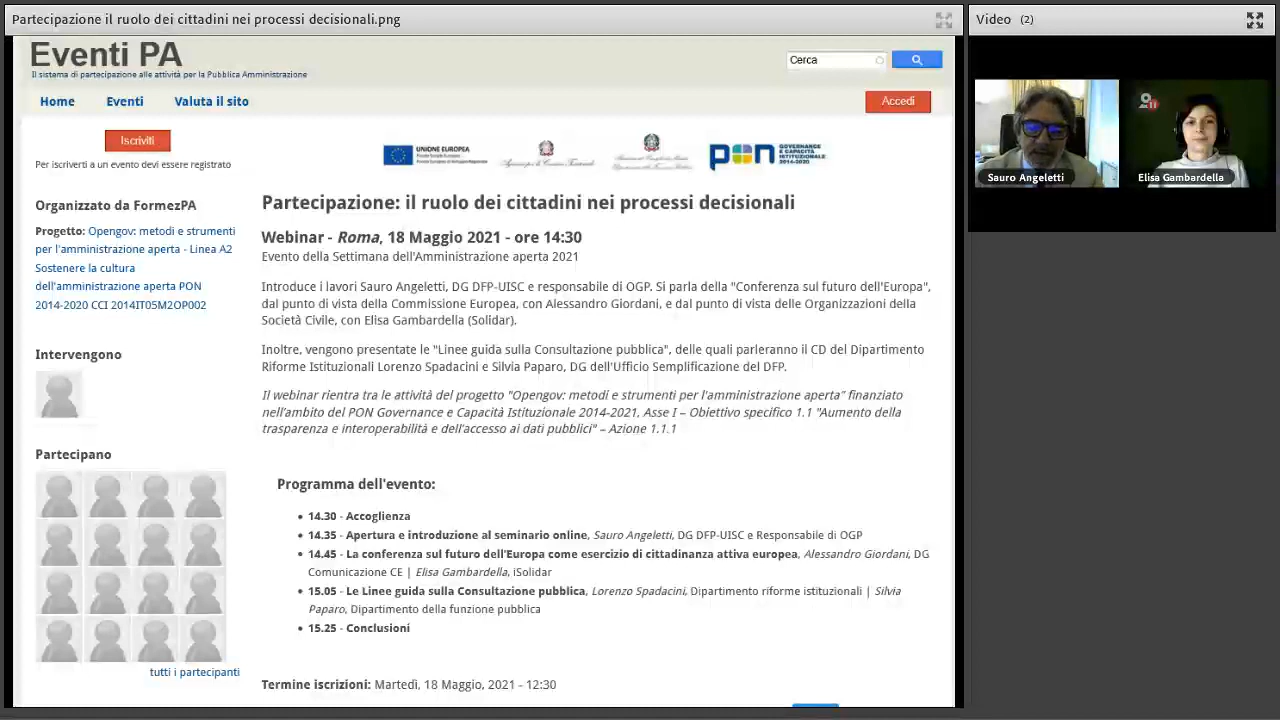 Partecipazione il ruolo dei cittadini nei processi decisionali.png
Video (2)
Eventi PA
Il sistema di partecipazione alle attività per la Pubblica Amministrazione
Cerca
Home Eventi Valuta il sito
Accedi
Iscriviti
Per iscriverti a un evento devi essere registrato
UNIONE EUROPEA
pon GOVERNANCE E CAPACITÀ ISTITUZIONALE 2014-2020
Sauro Angeletti
Elisa Gambardella
Organizzato da FormezPA
Progetto: Opengov: metodi e strumenti
per l'amministrazione aperta - Linea A2
Sostenere la cultura
dell'amministrazione aperta PON
2014-2020 CCI 2014IT05M2OP002
Intervengono
Partecipano
tutti i partecipanti
Partecipazione: il ruolo dei cittadini nei processi decisionali
Webinar - Roma, 18 Maggio 2021 - ore 14:30
Evento della Settimana dell'Amministrazione aperta 2021
Introduce i lavori Sauro Angeletti, DG DFP-UISC e responsabile di OGP. Si parla della "Conferenza sul futuro dell'Europa",
dal punto di vista della Commissione Europea, con Alessandro Giordani, e dal punto di vista delle Organizzazioni della
Società Civile, con Elisa Gambardella (Solidar).
Inoltre, vengono presentate le "Linee guida sulla Consultazione pubblica", delle quali parleranno il CD del Dipartimento
Riforme Istituzionali Lorenzo Spadacini e Silvia Paparo, DG dell'Ufficio Semplificazione del DFP.
Il webinar rientra tra le attività del progetto "Opengov: metodi e strumenti per l'amministrazione aperta" finanziato
nell'ambito del PON Governance e Capacità Istituzionale 2014-2021, Asse I – Obiettivo specifico 1.1 "Aumento della
trasparenza e interoperabilità e dell'accesso ai dati pubblici" – Azione 1.1.1
Programma dell'evento:
• 14.30 - Accoglienza
• 14.35 - Apertura e introduzione al seminario online, Sauro Angeletti, DG DFP-UISC e Responsabile di OGP
• 14.45 - La conferenza sul futuro dell'Europa come esercizio di cittadinanza attiva europea, Alessandro Giordani, DG
Comunicazione CE | Elisa Gambardella, iSolidar
• 15.05 - Le Linee guida sulla Consultazione pubblica, Lorenzo Spadacini, Dipartimento riforme istituzionali | Silvia
Paparo, Dipartimento della funzione pubblica
• 15.25 - Conclusioni
Termine iscrizioni: Martedì, 18 Maggio, 2021 - 12:30